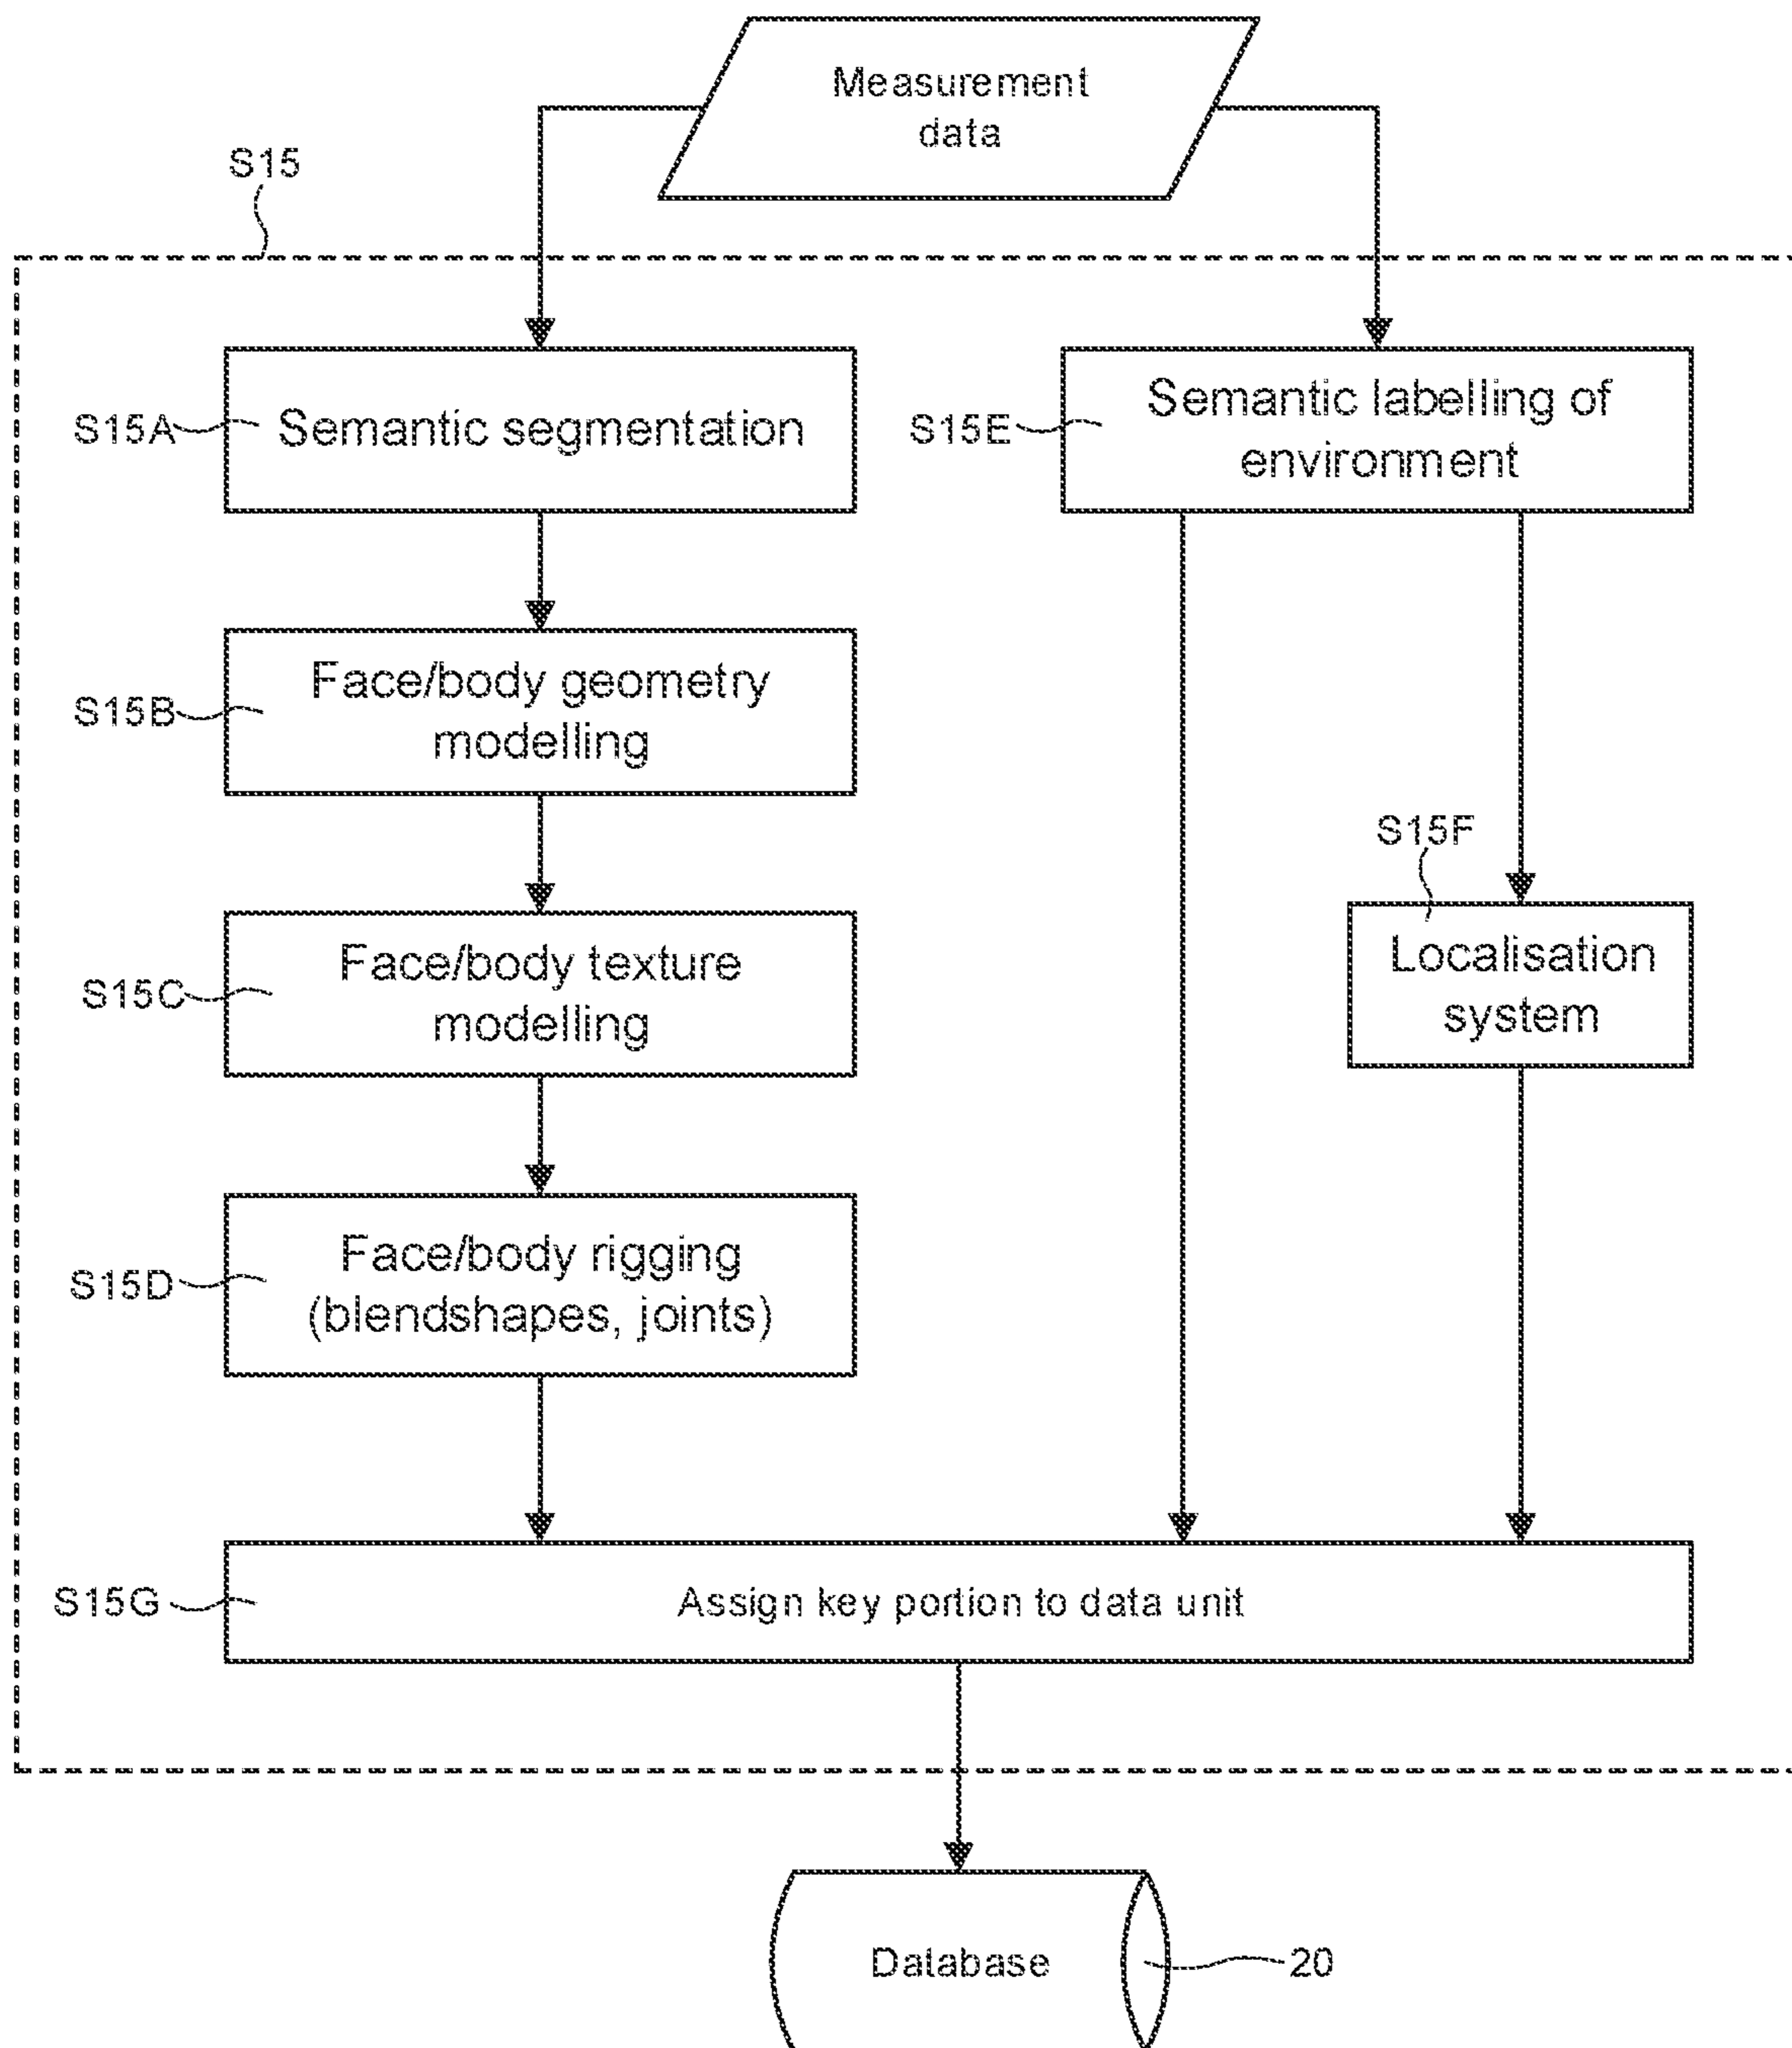 Measurement
data
S15
S15A
Semantic segmentation
S15E
Semantic labelling of
environment
S15B
Face/body geometry
modelling
S15F
Localisation
system
S15C
Face/body texture
modelling
S15D
Face/body rigging
(blendshapes, joints)
S15G
Assign key portion to data unit
Database
20